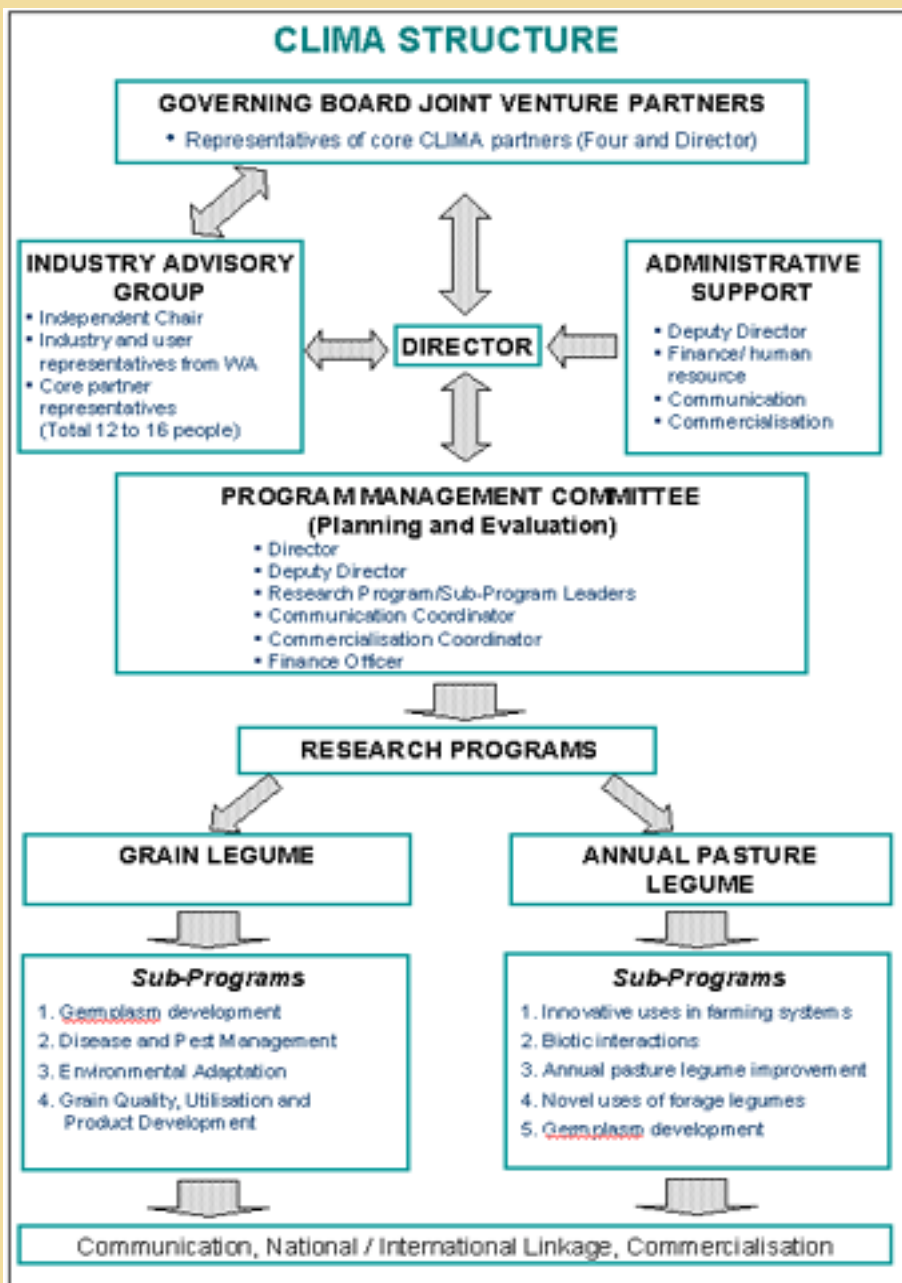 CLIMA STRUCTURE
GOVERNING BOARD JOINT VENTURE PARTNERS
• Representatives of core CLIMA partners (Four and Director)
INDUSTRY ADVISORY
GROUP
• Independent Chair
• Industry and user
representatives from WA
• Core partner
representatives
(Total 12 to 16 people)
DIRECTOR
ADMINISTRATIVE
SUPPORT
• Deputy Director
• Finance/ human
resource
• Communication
• Commercialisation
PROGRAM MANAGEMENT COMMITTEE
(Planning and Evaluation)
• Director
• Deputy Director
• Research Program/Sub-Program Leaders
• Communication Coordinator
• Commercialisation Coordinator
• Finance Officer
RESEARCH PROGRAMS
GRAIN LEGUME
Sub-Programs
1. Germplasm development
2. Disease and Pest Management
3. Environmental Adaptation
4. Grain Quality, Utilisation and
Product Development
ANNUAL PASTURE
LEGUME
Sub-Programs
1. Innovative uses in farming systems
2. Biotic interactions
3. Annual pasture legume improvement
4. Novel uses of forage legumes
5. Germplasm development
Communication, National / International Linkage, Commercialisation